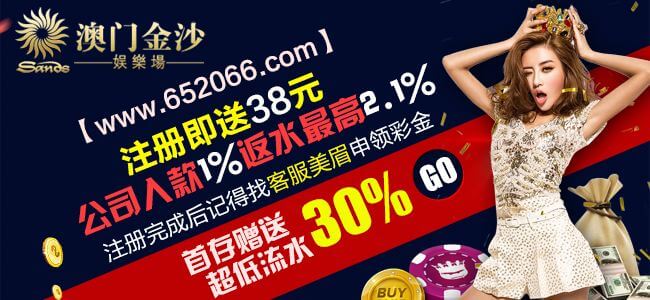 澳门金沙
Sands
娱樂場
【www.652066.com】
注册即送38元
公司入款1%返水最高2.1%
注册完成后记得找客服美眉申领彩金
首存赠送
超低流水
30%
GO
BUY